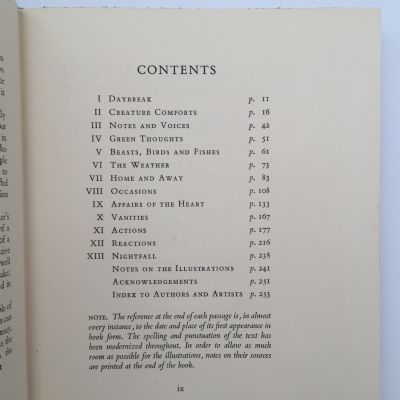 CONTENTS
I DAYBREAK p. 11
II CREATURE COMFORTS p. 16
III NOTES AND VOICES p. 42
IV GREEN THOUGHTS p. 51
V BEASTS, BIRDS AND FISHES p. 61
VI THE WEATHER p. 73
VII HOME AND AWAY p. 83
VIII OCCASIONS p. 108
IX AFFAIRS OF THE HEART p. 133
X VANITIES p. 167
XI ACTIONS p. 177
XII REACTIONS p. 216
XIII NIGHTFALL p. 238
NOTES ON THE ILLUSTRATIONS p. 241
ACKNOWLEDGEMENTS p. 251
INDEX TO AUTHORS AND ARTISTS p. 253
NOTE. The reference at the end of each passage is, in almost
every instance, to the date and place of its first appearance in
book form. The spelling and punctuation of the text has
been modernized throughout. In order to allow as much
room as possible for the illustrations, notes on their sources
are printed at the end of the book.
ix